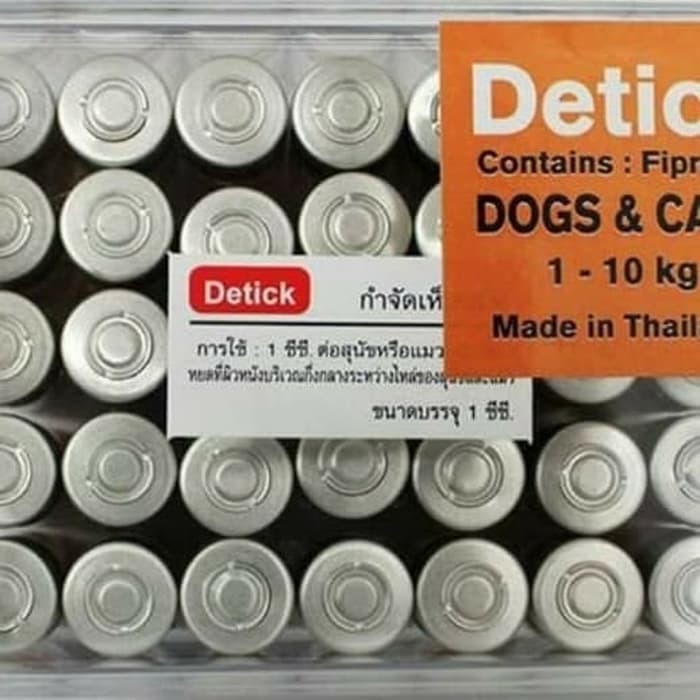 Detic
Contains : Fipr
DOGS & CA
1 - 10 kg
Made in Thail
Detick
กำจัดเห็
การใช้ : 1 ซีซี. ต่อสุนัขหรือแมว
หยดที่ผิวหนังบริเวณกึ่งกลางระหว่างไหล่ของสุนัขและแมว
ขนาดบรรจุ 1 ซีซี.